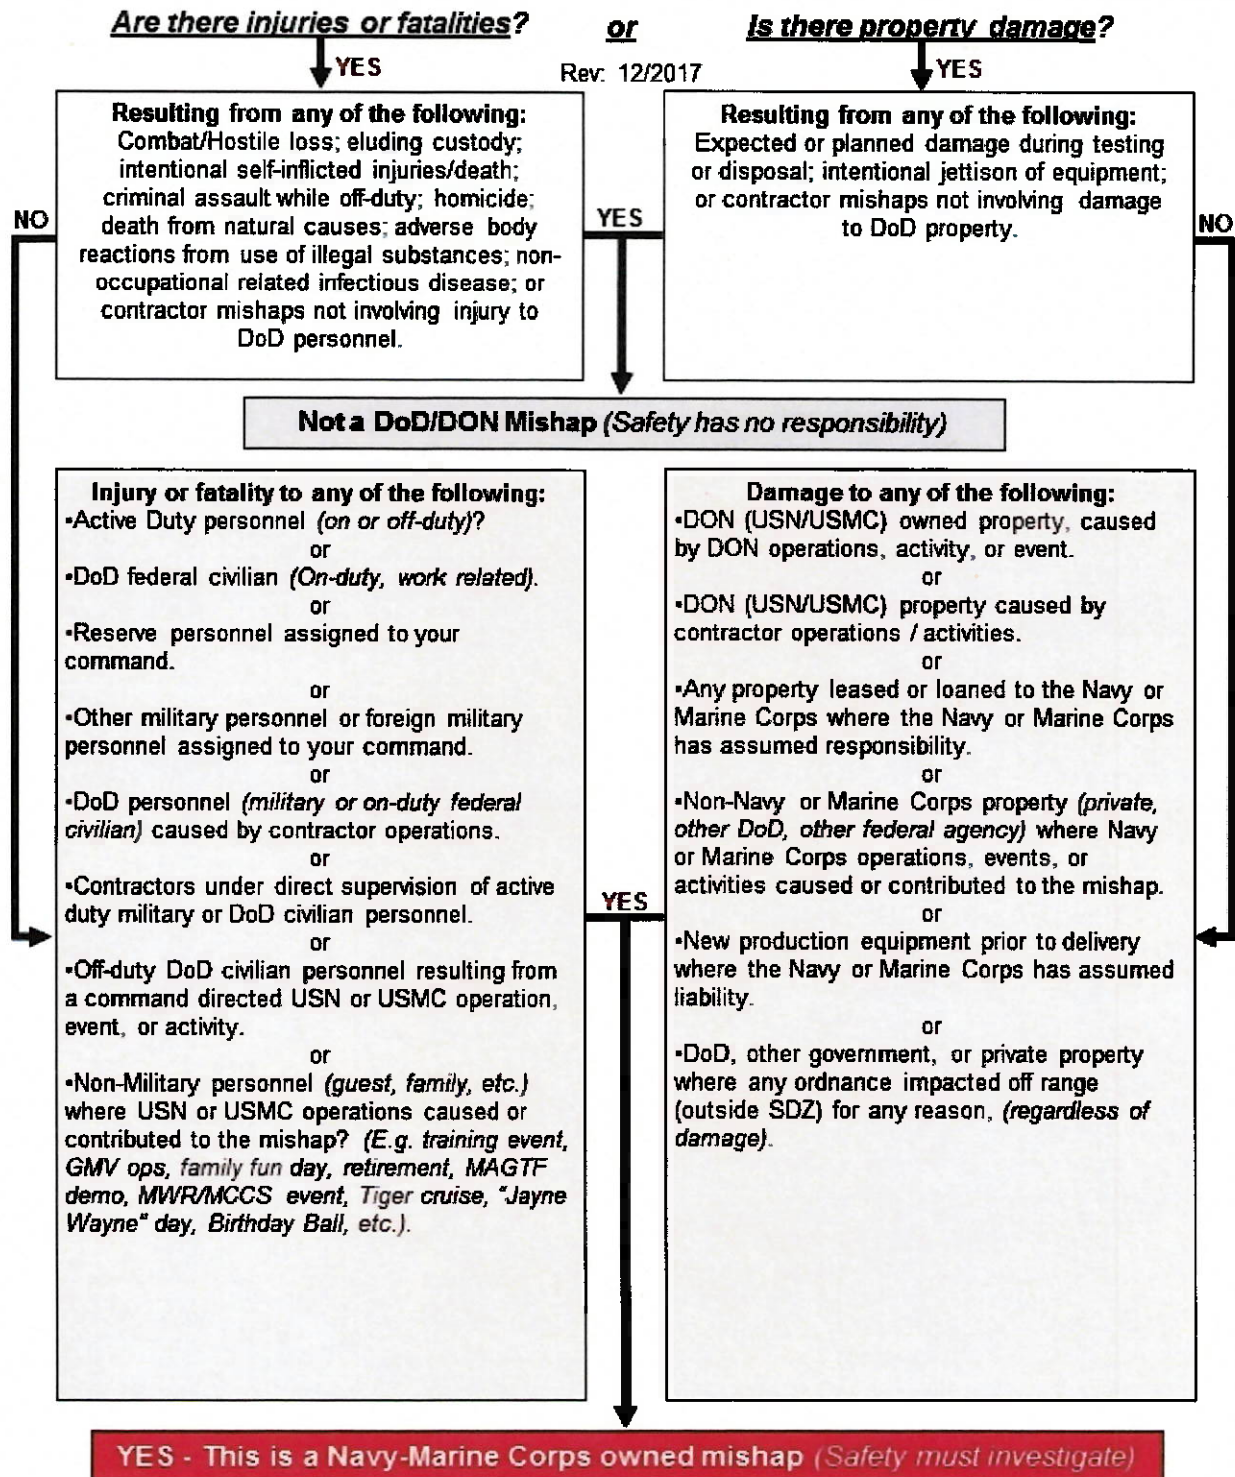 Are there injuries or fatalities? or Is there property damage?
YES Rev: 12/2017 YES
Resulting from any of the following:
Combat/Hostile loss; eluding custody;
intentional self-inflicted injuries/death;
criminal assault while off-duty; homicide;
death from natural causes; adverse body
reactions from use of illegal substances; non-
occupational related infectious disease; or
contractor mishaps not involving injury to
DoD personnel.
NO
YES
Resulting from any of the following:
Expected or planned damage during testing
or disposal; intentional jettison of equipment;
or contractor mishaps not involving damage
to DoD property.
NO
Not a DoD/DON Mishap (Safety has no responsibility)
Injury or fatality to any of the following:
•Active Duty personnel (on or off-duty)?
or
•DoD federal civilian (On-duty, work related).
or
•Reserve personnel assigned to your
command.
or
•Other military personnel or foreign military
personnel assigned to your command.
or
•DoD personnel (military or on-duty federal
civilian) caused by contractor operations.
or
•Contractors under direct supervision of active
duty military or DoD civilian personnel.
or
•Off-duty DoD civilian personnel resulting from
a command directed USN or USMC operation,
event, or activity.
or
•Non-Military personnel (guest, family, etc.)
where USN or USMC operations caused or
contributed to the mishap? (E.g. training event,
GMV ops, family fun day, retirement, MAGTF
demo, MWR/MCCS event, Tiger cruise, "Jayne
Wayne" day, Birthday Ball, etc.).
YES
Damage to any of the following:
•DON (USN/USMC) owned property, caused
by DON operations, activity, or event.
or
•DON (USN/USMC) property caused by
contractor operations / activities.
or
•Any property leased or loaned to the Navy or
Marine Corps where the Navy or Marine Corps
has assumed responsibility.
or
•Non-Navy or Marine Corps property (private,
other DoD, other federal agency) where Navy
or Marine Corps operations, events, or
activities caused or contributed to the mishap.
or
•New production equipment prior to delivery
where the Navy or Marine Corps has assumed
liability.
or
•DoD, other government, or private property
where any ordnance impacted off range
(outside SDZ) for any reason, (regardless of
damage).
YES - This is a Navy-Marine Corps owned mishap (Safety must investigate)